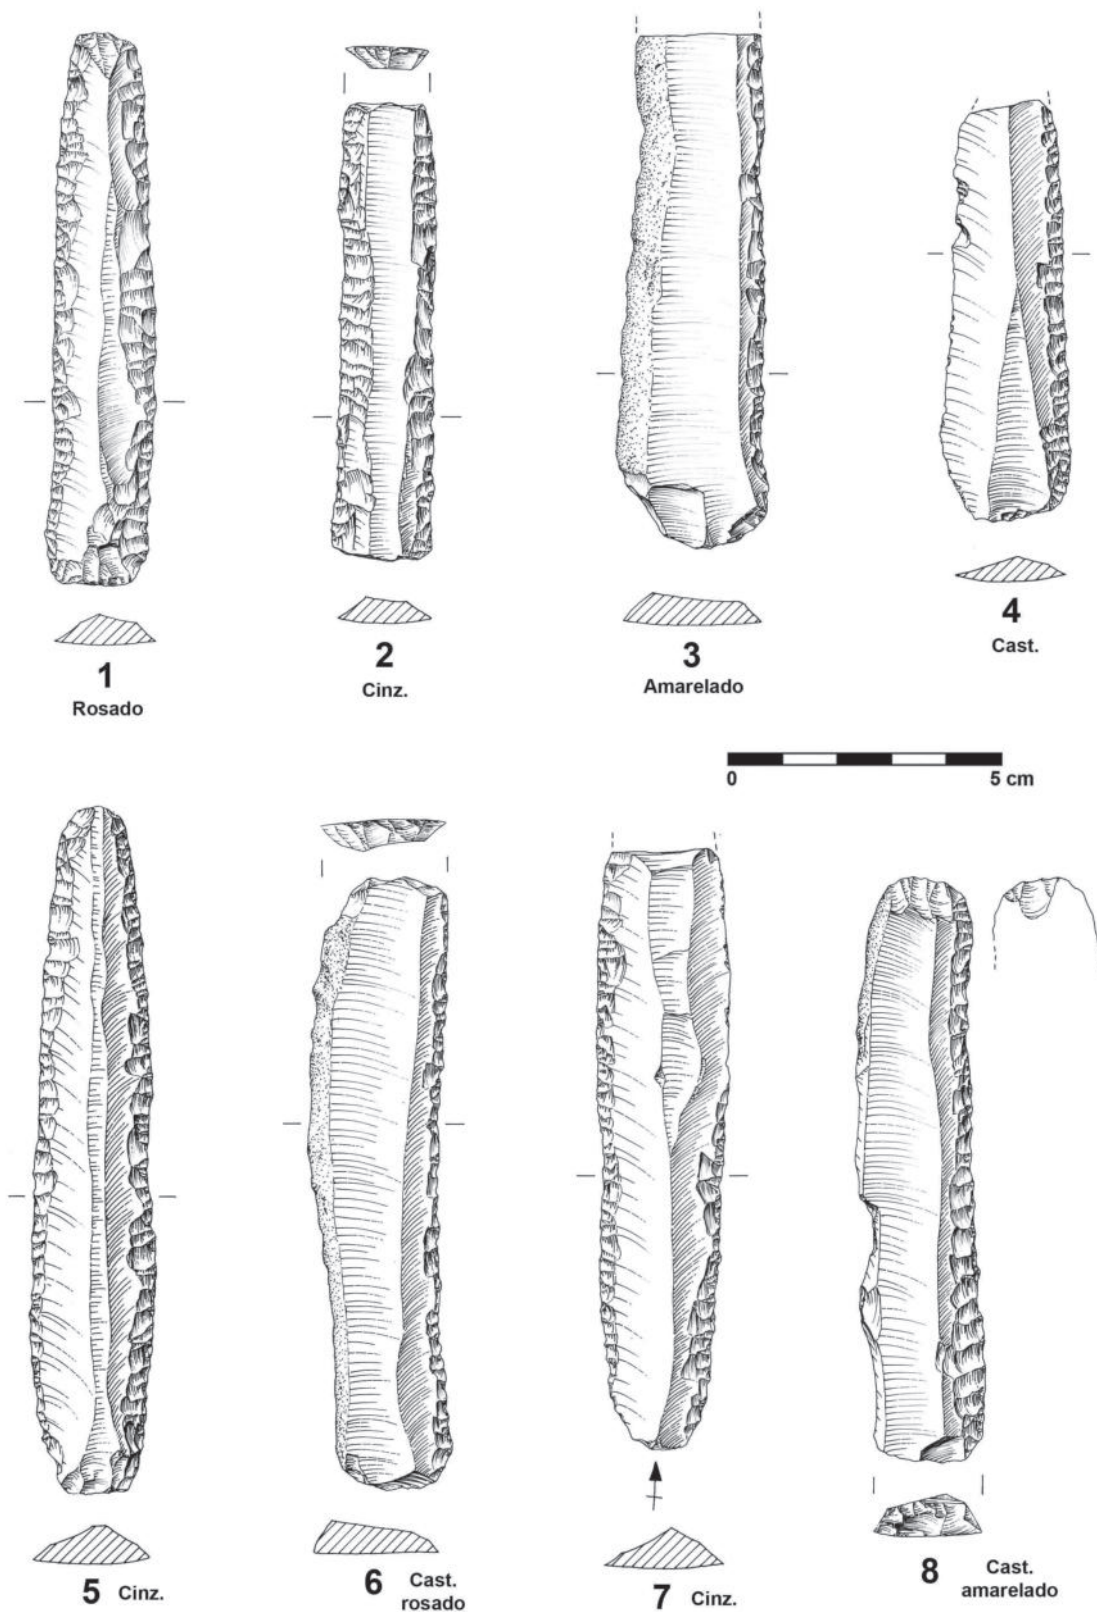 1
Rosado
2
Cinz.
3
Amarelado
4
Cast.
0 5 cm
5 Cinz.
6 Cast.
rosado
7 Cinz.
8 Cast.
amarelado